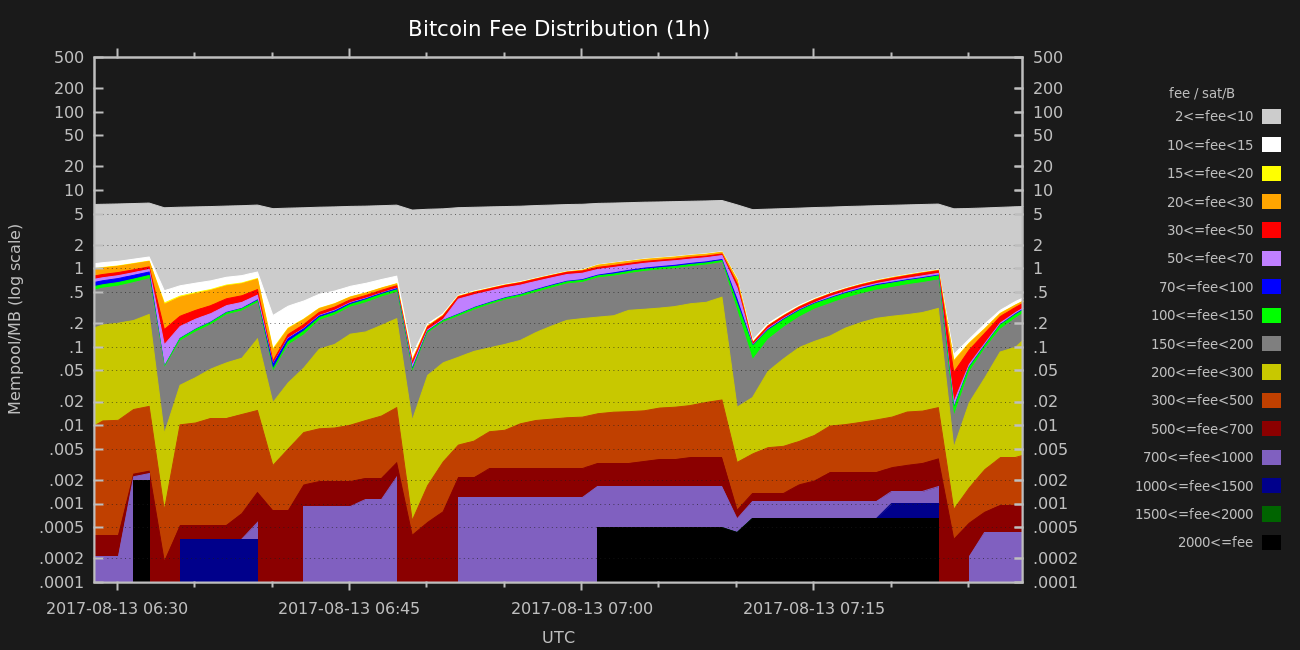 Bitcoin Fee Distribution (1h)
500 500
200 200
100 100
50 50
20 20
10 10
5 5
2 2
1 1
.5 .5
.2 .2
.1 .1
.05 .05
.02 .02
.01 .01
.005 .005
.002 .002
.001 .001
.0005 .0005
.0002 .0002
.0001 .0001
Mempool/MB (log scale)
2017-08-13 06:30 2017-08-13 06:45 2017-08-13 07:00 2017-08-13 07:15
UTC
fee / sat/B
2<=fee<10
10<=fee<15
15<=fee<20
20<=fee<30
30<=fee<50
50<=fee<70
70<=fee<100
100<=fee<150
150<=fee<200
200<=fee<300
300<=fee<500
500<=fee<700
700<=fee<1000
1000<=fee<1500
1500<=fee<2000
2000<=fee